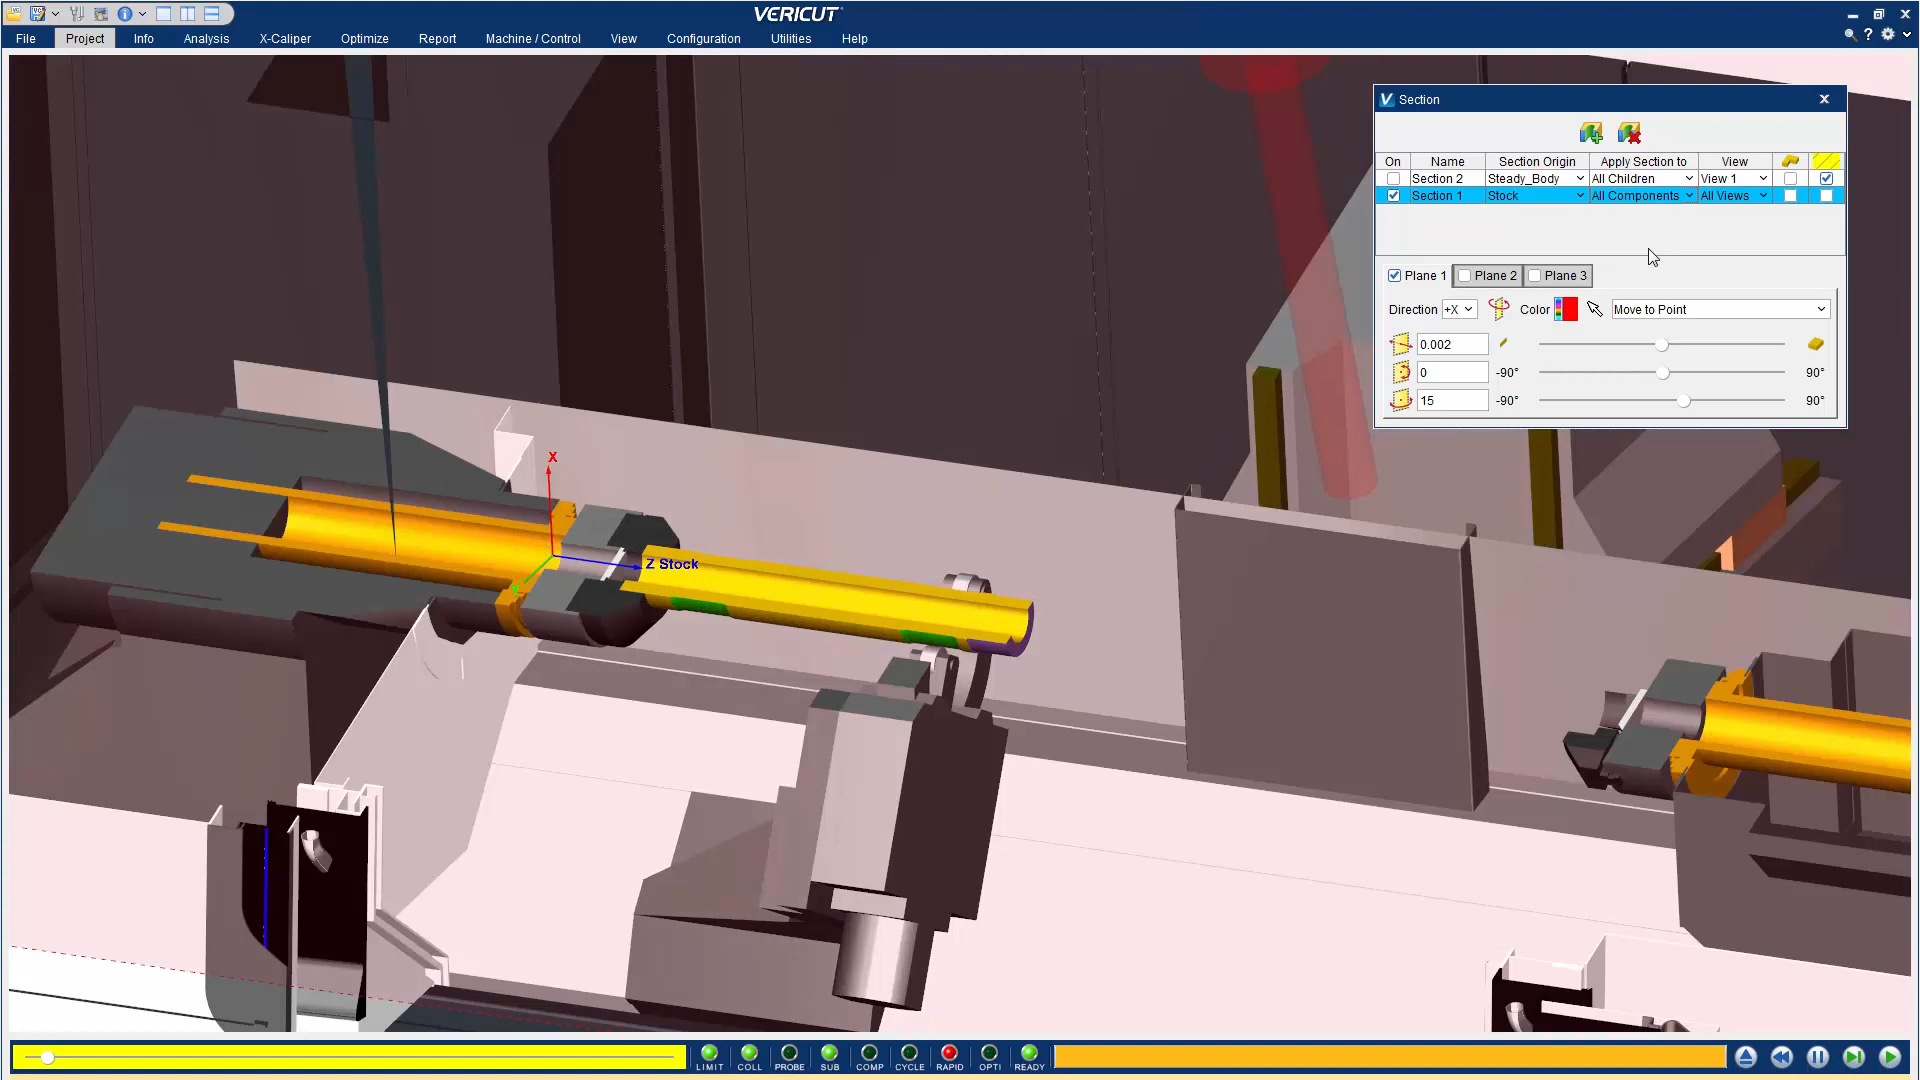 VERICUT
File Project Info Analysis X-Caliper Optimize Report Machine / Control View Configuration Utilities Help
V Section
On Name Section Origin Apply Section to View
Section 2 Steady_Body All Children View 1
Section 1 Stock All Components All Views
Plane 1 Plane 2 Plane 3
Direction +X Color Move to Point
0.002
0 -90° 90°
15 -90° 90°
X
Z Stock
Y
LIMIT COLL PROBE SUB COMP CYCLE RAPID OPTI READY